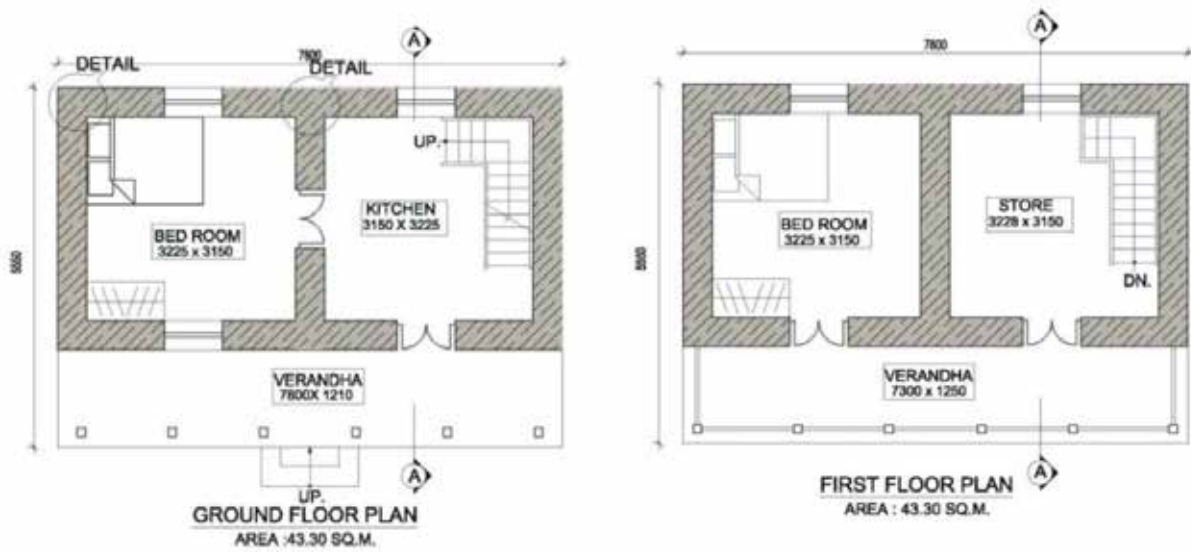 A
7800
DETAIL
DETAIL
UP.
KITCHEN
3150 X 3225
BED ROOM
3225 x 3150
VERANDHA
7800X 1210
A
UP.
GROUND FLOOR PLAN
AREA :43.30 SQ.M.
A
7800
STORE
3228 x 3150
BED ROOM
3225 x 3150
DN.
VERANDHA
7300 x 1250
A
FIRST FLOOR PLAN
AREA : 43.30 SQ.M.